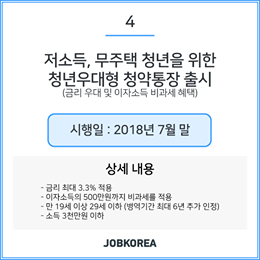 4
저소득, 무주택 청년을 위한
청년우대형 청약통장 출시
(금리 우대 및 이자소득 비과세 혜택)
시행일 : 2018년 7월 말
상세 내용
- 금리 최대 3.3% 적용
- 이자소득의 500만원까지 비과세를 적용
- 만 19세 이상 29세 이하 (병역기간 최대 6년 추가 인정)
- 소득 3천만원 이하
JOBKOREA